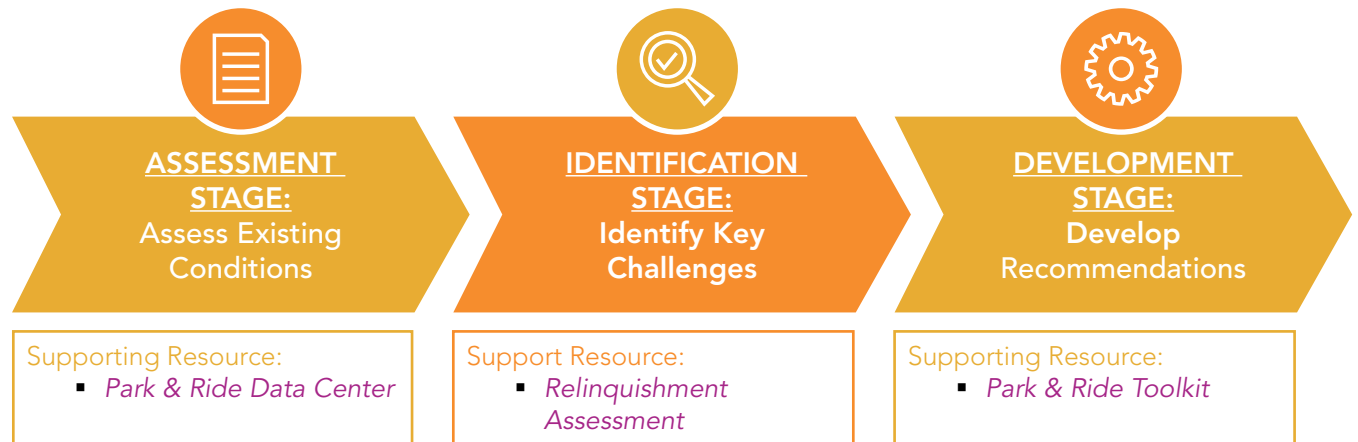 ASSESSMENT
STAGE:
Assess Existing
Conditions
Supporting Resource:
▪ Park & Ride Data Center
IDENTIFICATION
STAGE:
Identify Key
Challenges
Support Resource:
▪ Relinquishment
Assessment
DEVELOPMENT
STAGE:
Develop
Recommendations
Supporting Resource:
▪ Park & Ride Toolkit